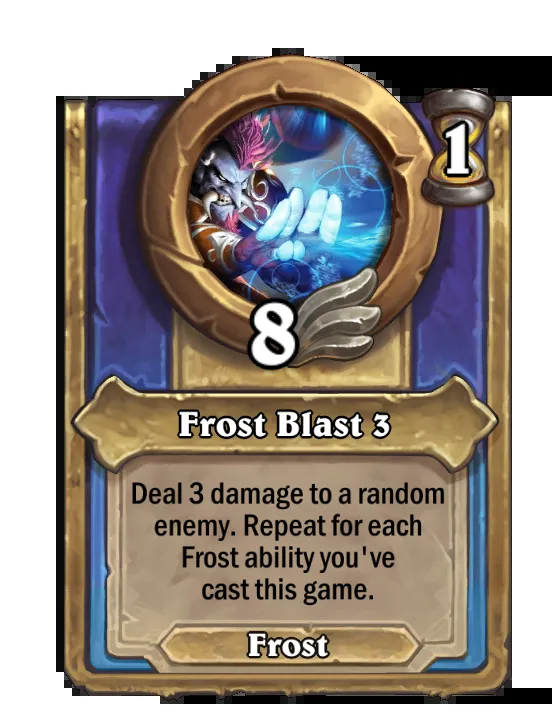 1
8
Frost Blast 3
Deal 3 damage to a random
enemy. Repeat for each
Frost ability you've
cast this game.
Frost